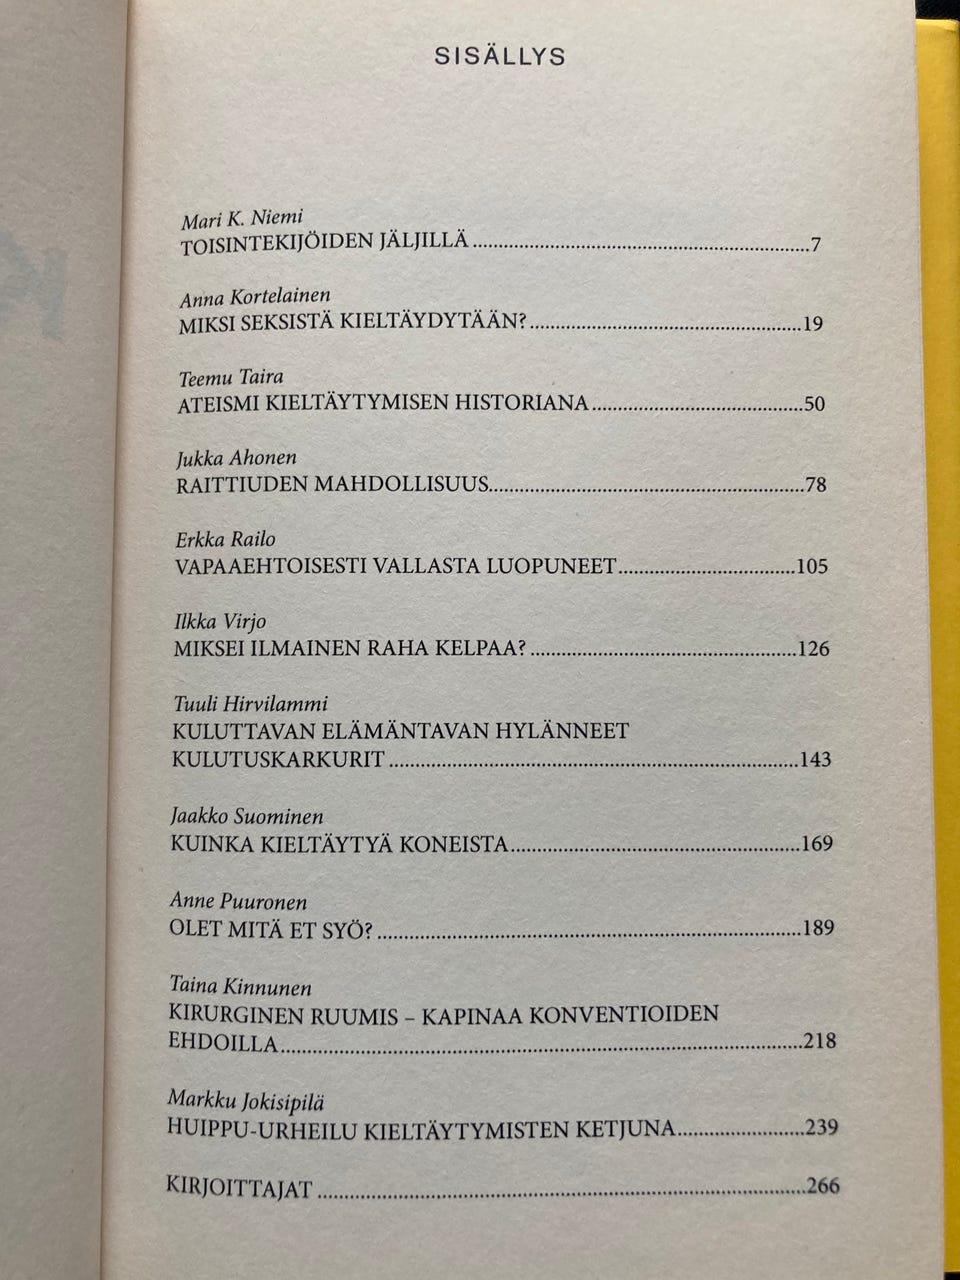 SISÄLLYS
Mari K. Niemi
TOISINTEKIJÖIDEN JÄLJILLÄ ........................................................7
Anna Kortelainen
MIKSI SEKSISTÄ KIELTÄYDYTÄÄN? .............................................19
Teemu Taira
ATEISMI KIELTÄYTYMISEN HISTORIANA ...................................50
Jukka Ahonen
RAITTIUDEN MAHDOLLISUUS.....................................................78
Erkka Railo
VAPAAEHTOISESTI VALLASTA LUOPUNEET..............................105
Ilkka Virjo
MIKSEI ILMAINEN RAHA KELPAA? .............................................126
Tuuli Hirvilammi
KULUTTAVAN ELÄMÄNTAVAN HYLÄNNEET
KULUTUSKARKURIT ....................................................................143
Jaakko Suominen
KUINKA KIELTÄYTYÄ KONEISTA................................................169
Anne Puuronen
OLET MITÄ ET SYÖ? ......................................................................189
Taina Kinnunen
KIRURGINEN RUUMIS – KAPINAA KONVENTIOIDEN
EHDOILLA.......................................................................................218
Markku Jokisipilä
HUIPPU-URHEILU KIELTÄYTYMISTEN KETJUNA.....................239
KIRJOITTAJAT .................................................................................266